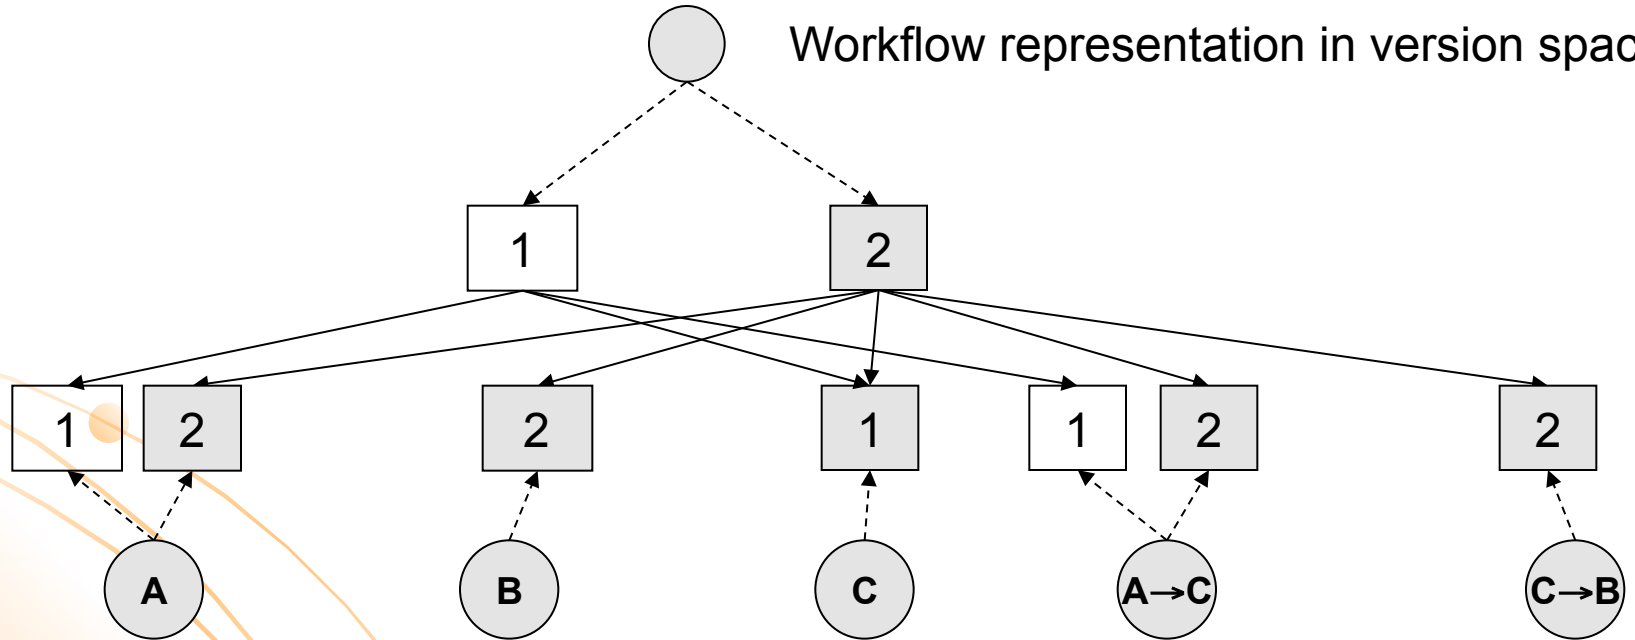 Workflow representation in version spac
1 2
1 2 2 1 1 2 2
A B C A→C C→B